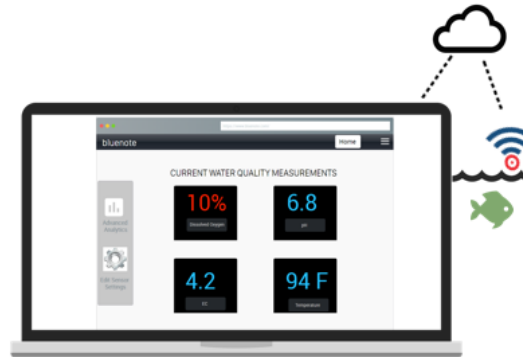 bluenote
Home
CURRENT WATER QUALITY MEASUREMENTS
10%
Dissolved Oxygen
6.8
pH
Advanced
Analytics
4.2
94 F
Temperature
Edit Sensor
Settings